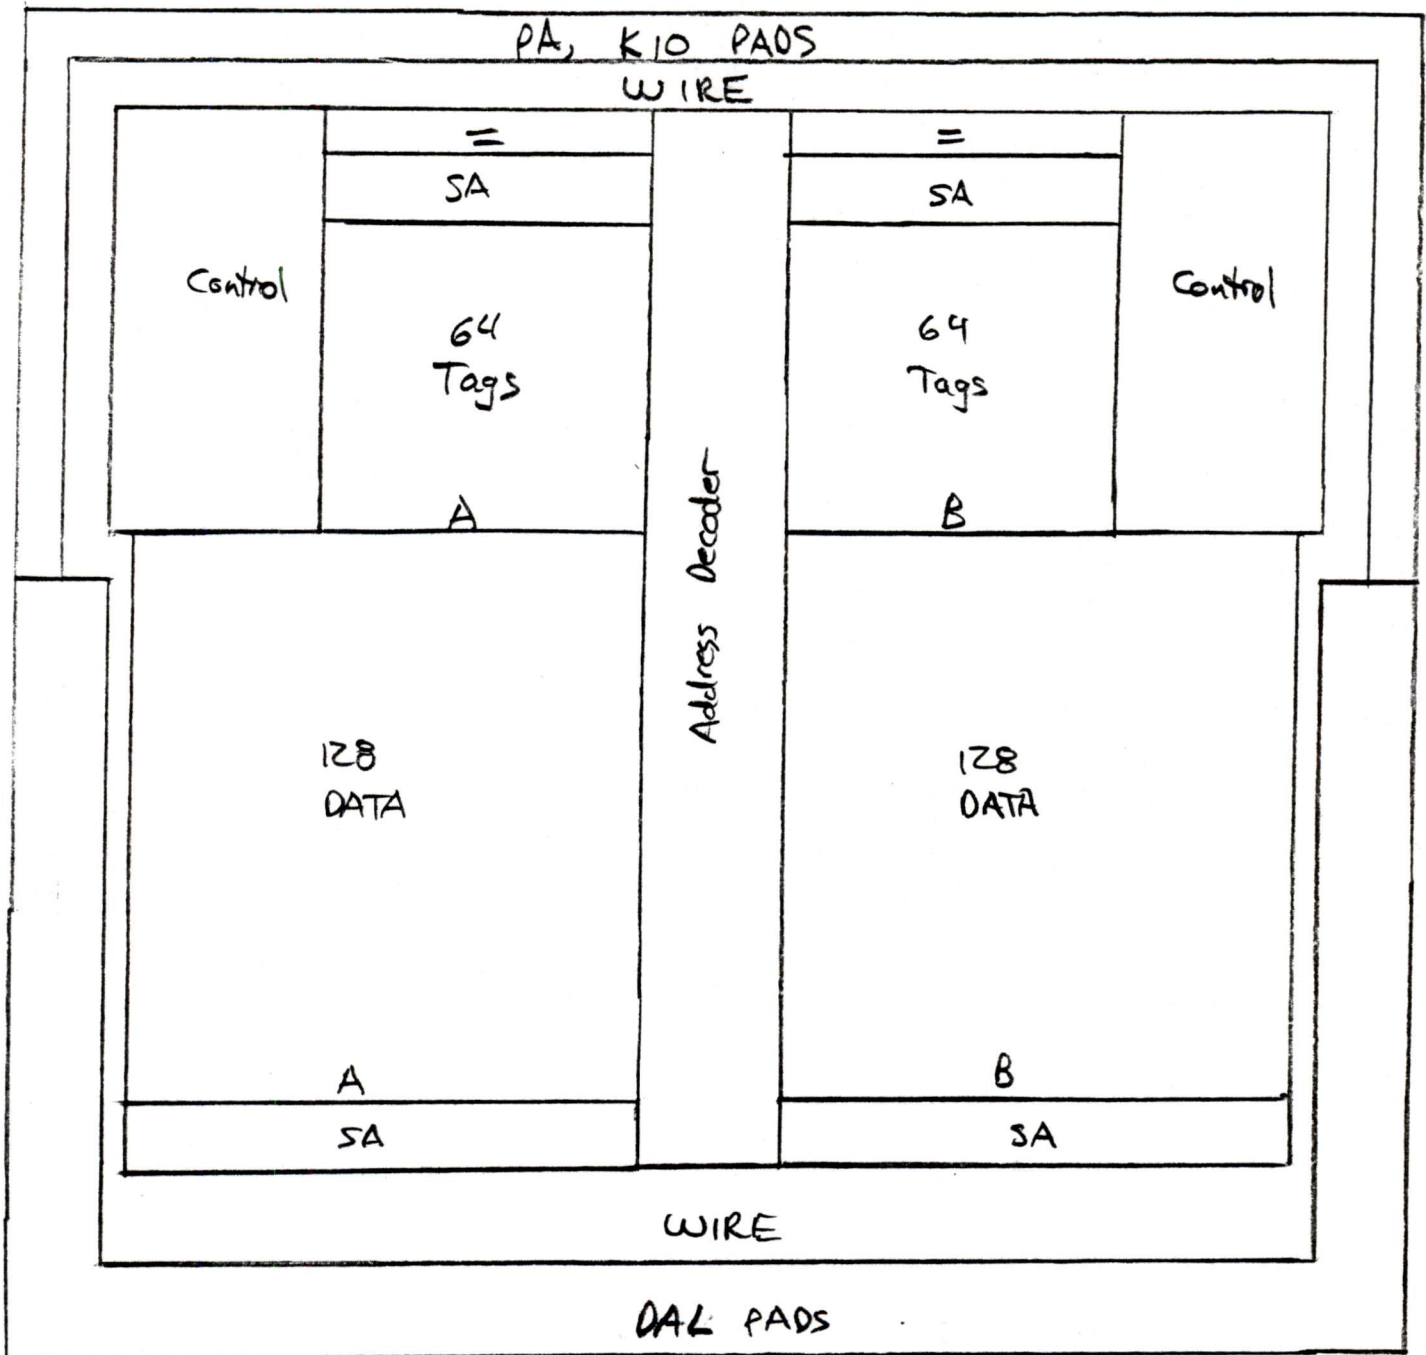 PA, K10 PADS
WIRE
=
=
SA
SA
Control
Control
64
Tags
64
Tags
A
B
Address Decoder
128
DATA
128
DATA
A
B
SA
SA
WIRE
DAL PADS